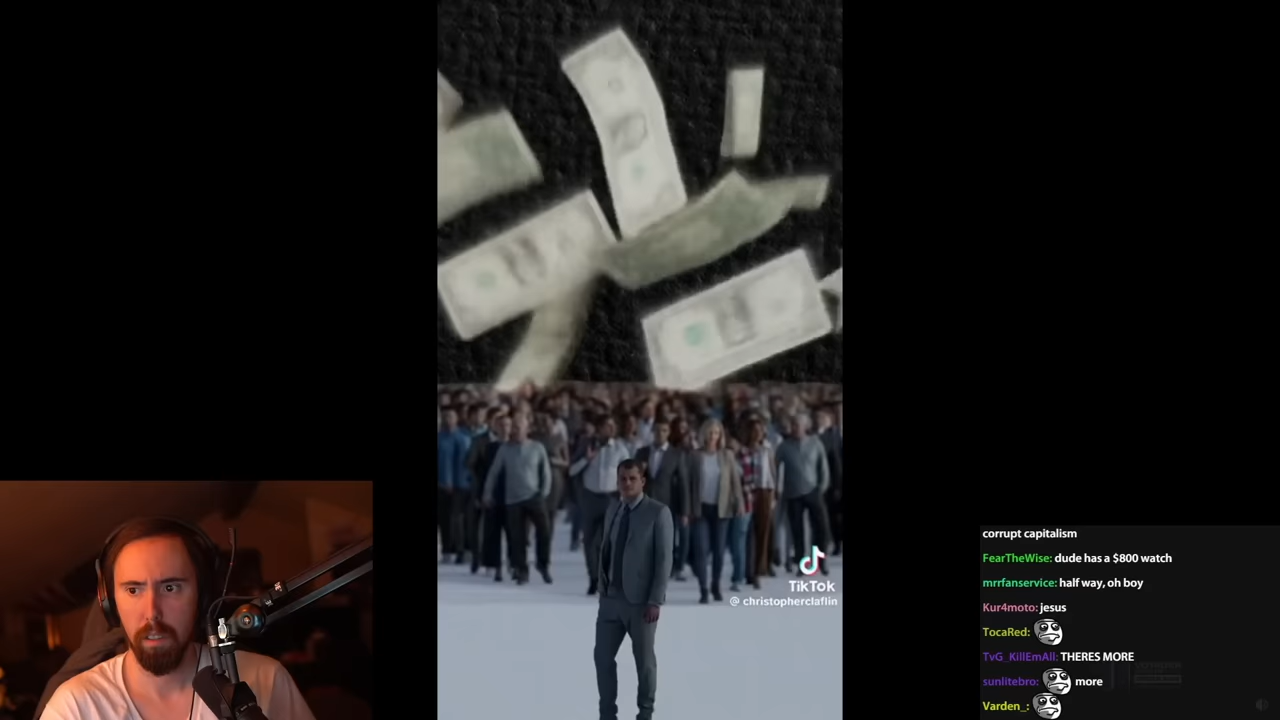 TikTok
@ christopherclaflin
corrupt capitalism
FearTheWise: dude has a $800 watch
mrrfanservice: half way, oh boy
Kur4moto: jesus
TocaRed:
TvG_KillEmAll: THERES MORE
sunlitebro: more
Varden_: